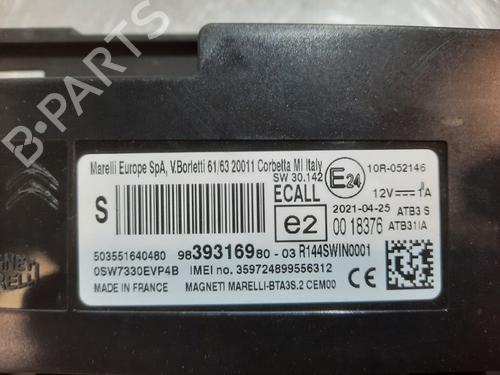 B-PARTS
Marelli Europe SpA, V.Borletti 61/63 20011 Corbetta MI Italy
SW 30.142
E24
10R-052146
S
ECALL
12V 1A
e2
2021-04-25 ATB3 S
00 18376 ATB31IA
503551640480
9839316980-03 R144SWIN0001
0SW7330EVP4B
IMEI no. 359724899556312
MADE IN FRANCE
MAGNETI MARELLI-BTA3S.2 CEM00
CE